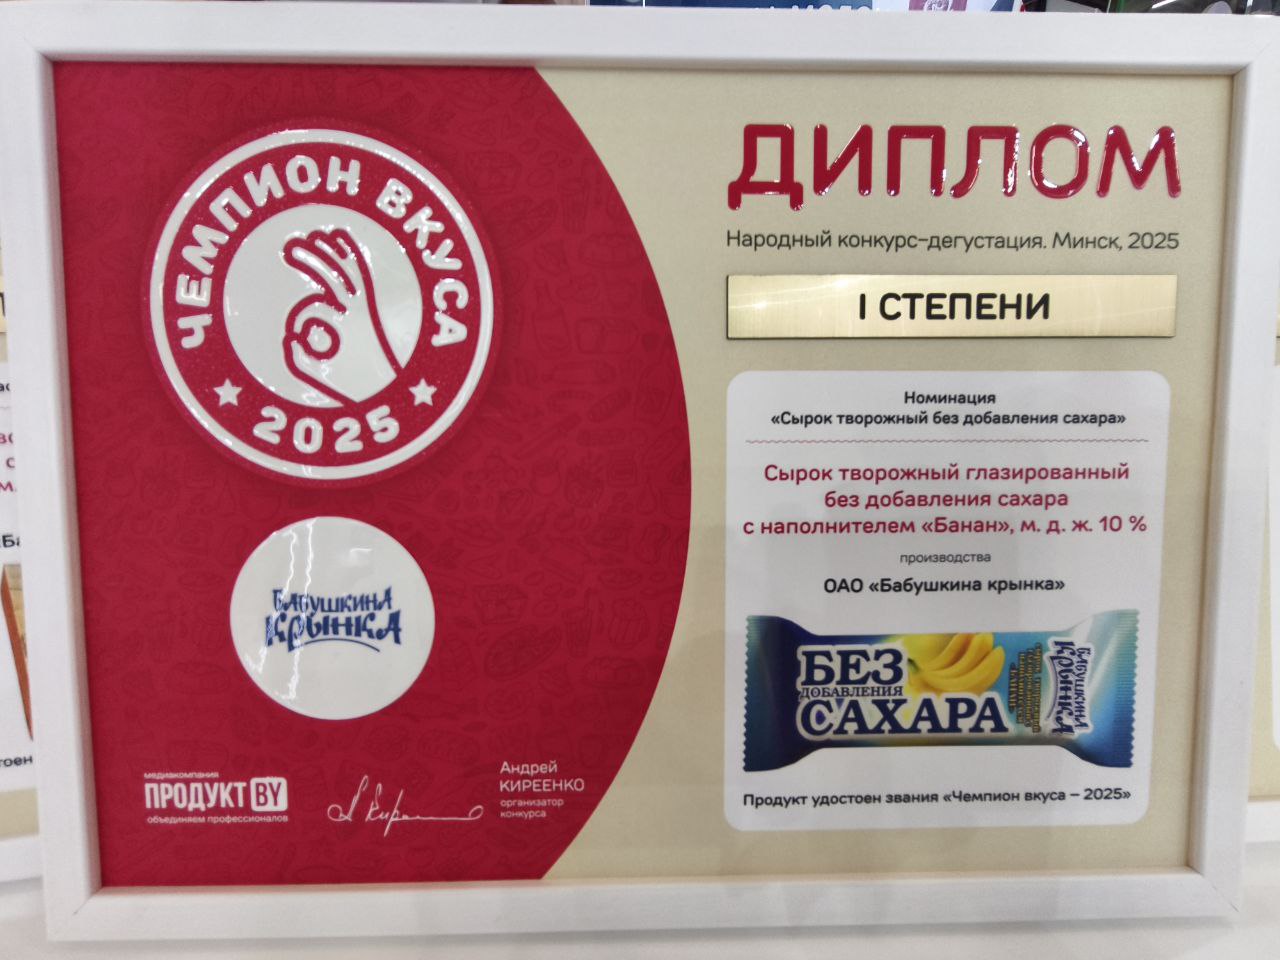 ЧЕМПИОН ВКУСА
2025
БАБУШКИНА
КРЫНКА
медиакомпания
ПРОДУКТ BY
объединяем профессионалов
Андрей
КИРЕЕНКО
организатор
конкурса
ДИПЛОМ
Народный конкурс-дегустация. Минск, 2025
I СТЕПЕНИ
Номинация
«Сырок творожный без добавления сахара»
Сырок творожный глазированный
без добавления сахара
с наполнителем «Банан», м. д. ж. 10 %
производства
ОАО «Бабушкина крынка»
БЕЗ
ДОБАВЛЕНИЯ
САХАРА
БАБУШКИНА
КРЫНКА
Продукт удостоен звания «Чемпион вкуса – 2025»